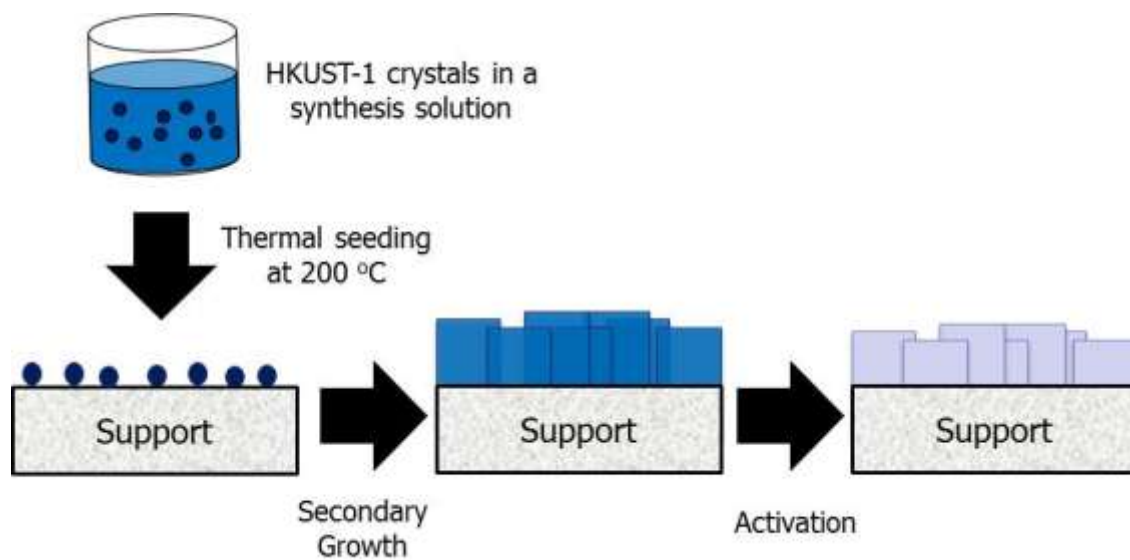 HKUST-1 crystals in a
synthesis solution
Thermal seeding
at 200 °C
Support
Support
Support
Secondary
Growth
Activation